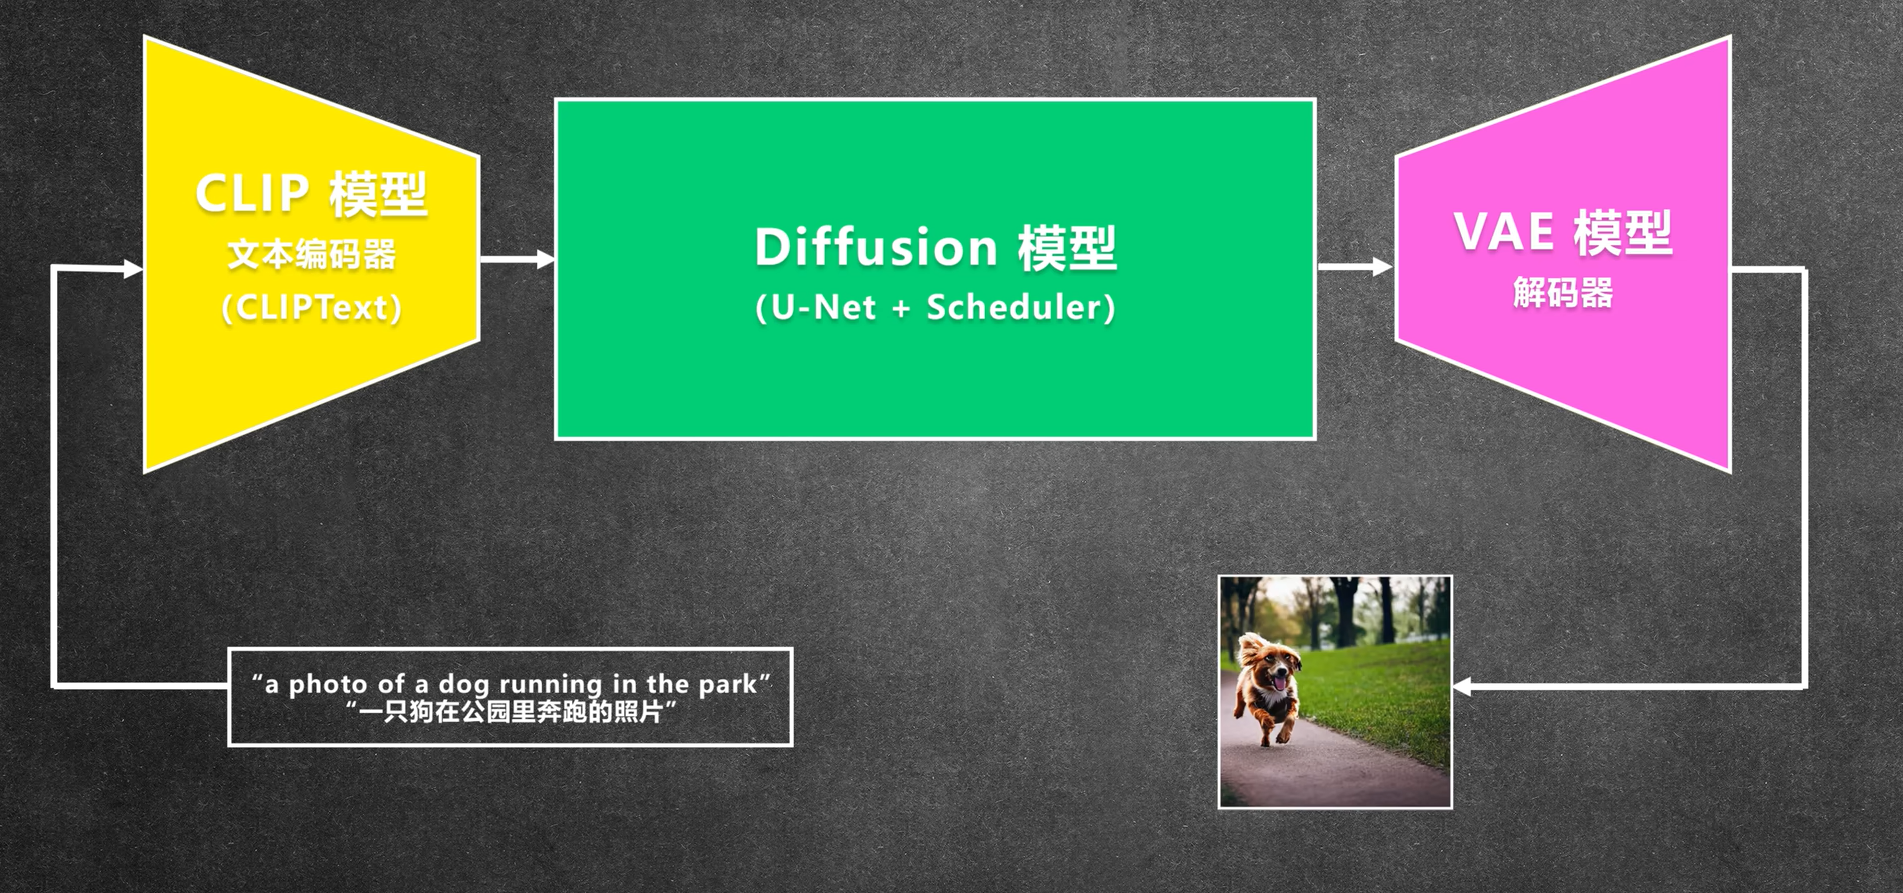 CLIP 模型
文本编码器
(CLIPText)
Diffusion 模型
(U-Net + Scheduler)
VAE 模型
解码器
“a photo of a dog running in the park”
“一只狗在公园里奔跑的照片”